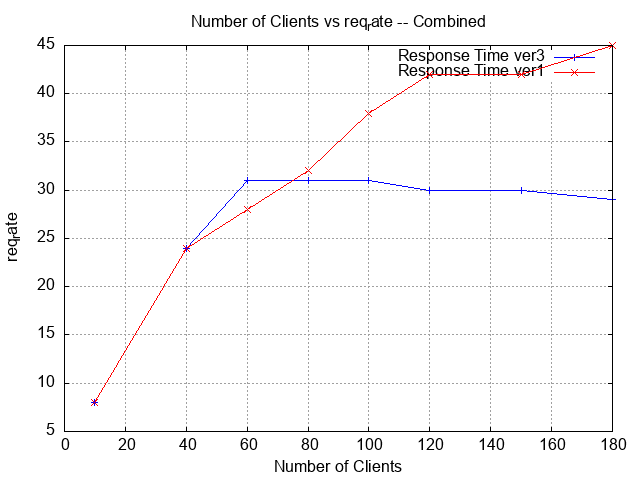 Number of Clients vs req_rate -- Combined
45
40
35
30
25
20
15
10
5
req_rate
Response Time ver3
Response Time ver1
0 20 40 60 80 100 120 140 160 180
Number of Clients